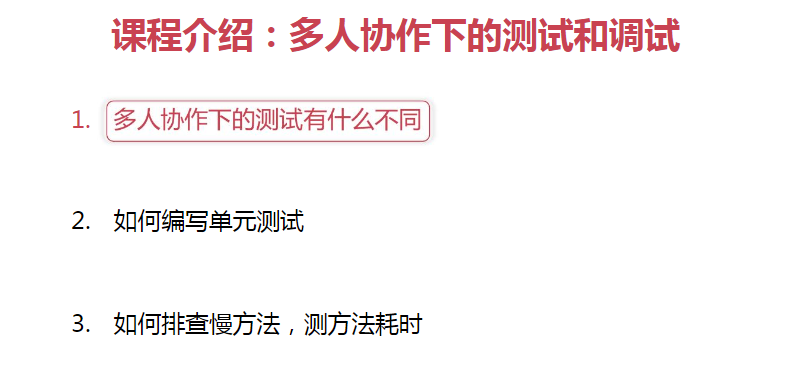 课程介绍：多人协作下的测试和调试
1. 多人协作下的测试有什么不同
2. 如何编写单元测试
3. 如何排查慢方法，测方法耗时